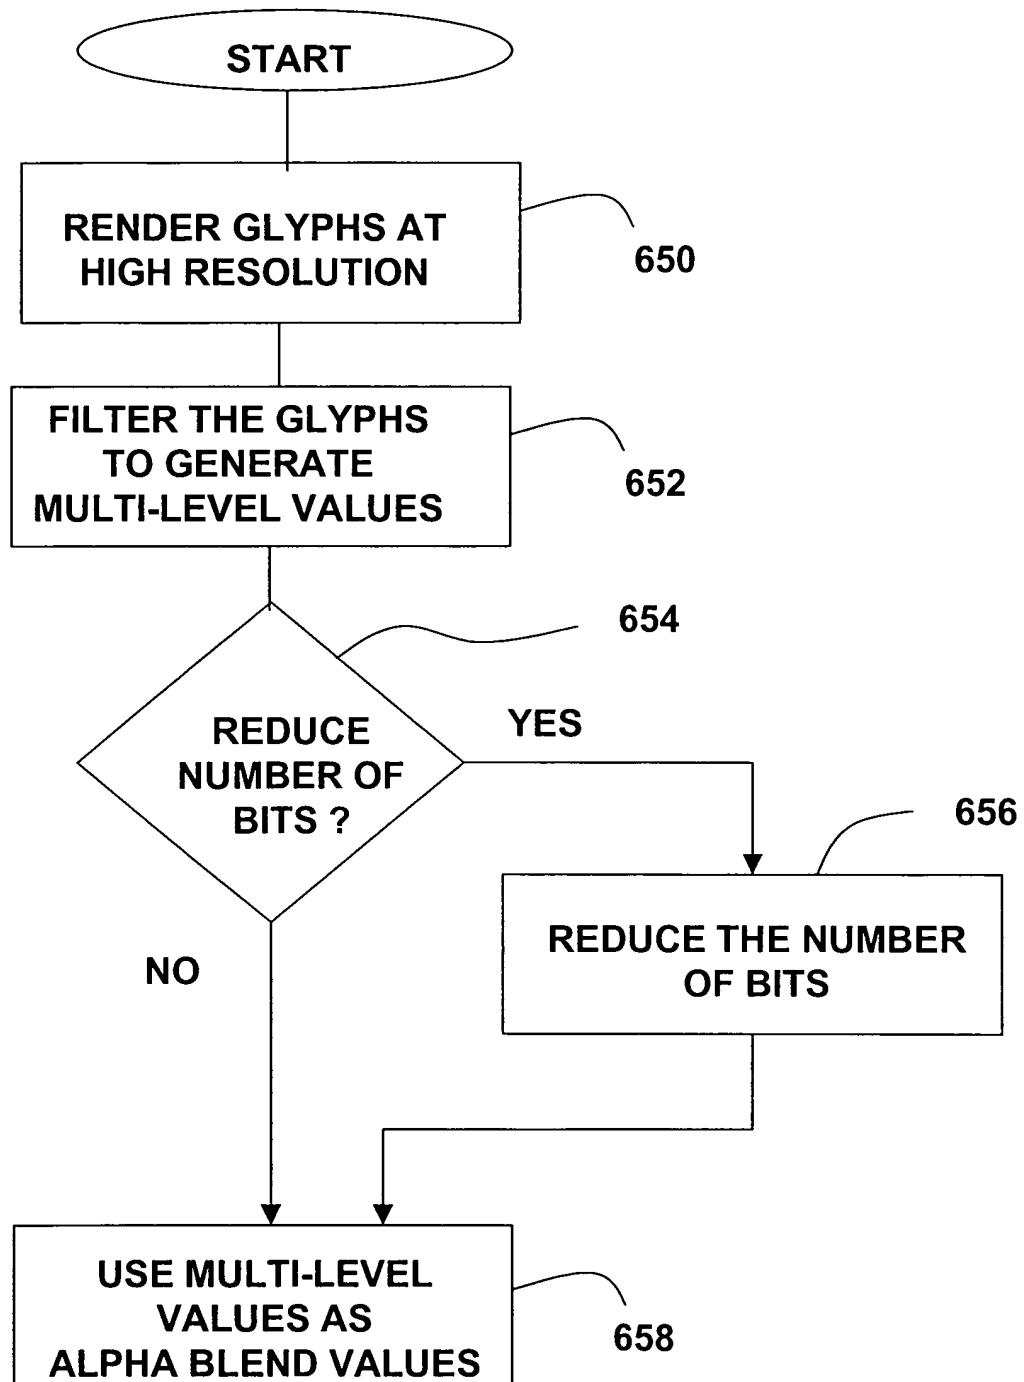 START
RENDER GLYPHS AT
HIGH RESOLUTION
650
FILTER THE GLYPHS
TO GENERATE
MULTI-LEVEL VALUES
652
654
REDUCE
NUMBER OF
BITS ?
YES
656
REDUCE THE NUMBER
OF BITS
NO
USE MULTI-LEVEL
VALUES AS
ALPHA BLEND VALUES
658